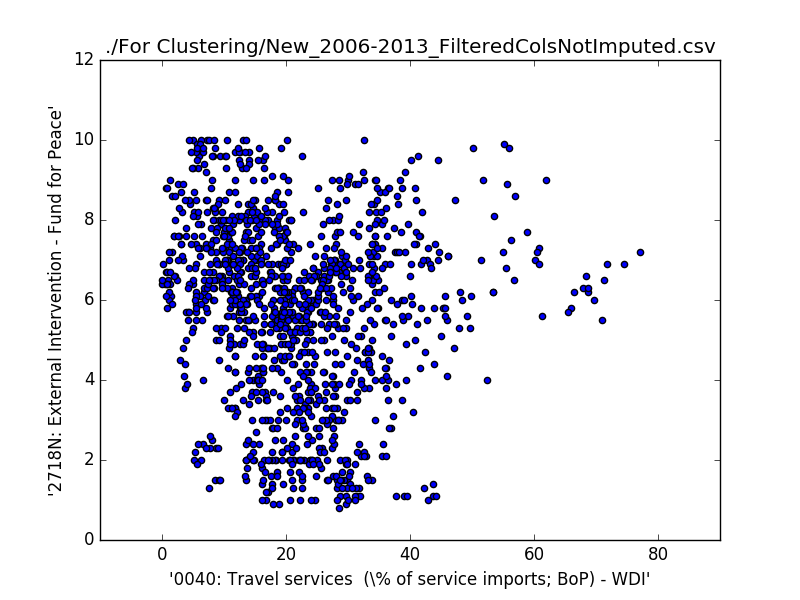 ./For Clustering/New_2006-2013_FilteredColsNotImputed.csv
12
10
8
6
4
2
0
'2718N: External Intervention - Fund for Peace'
0 20 40 60 80
'0040: Travel services  (\% of service imports; BoP) - WDI'